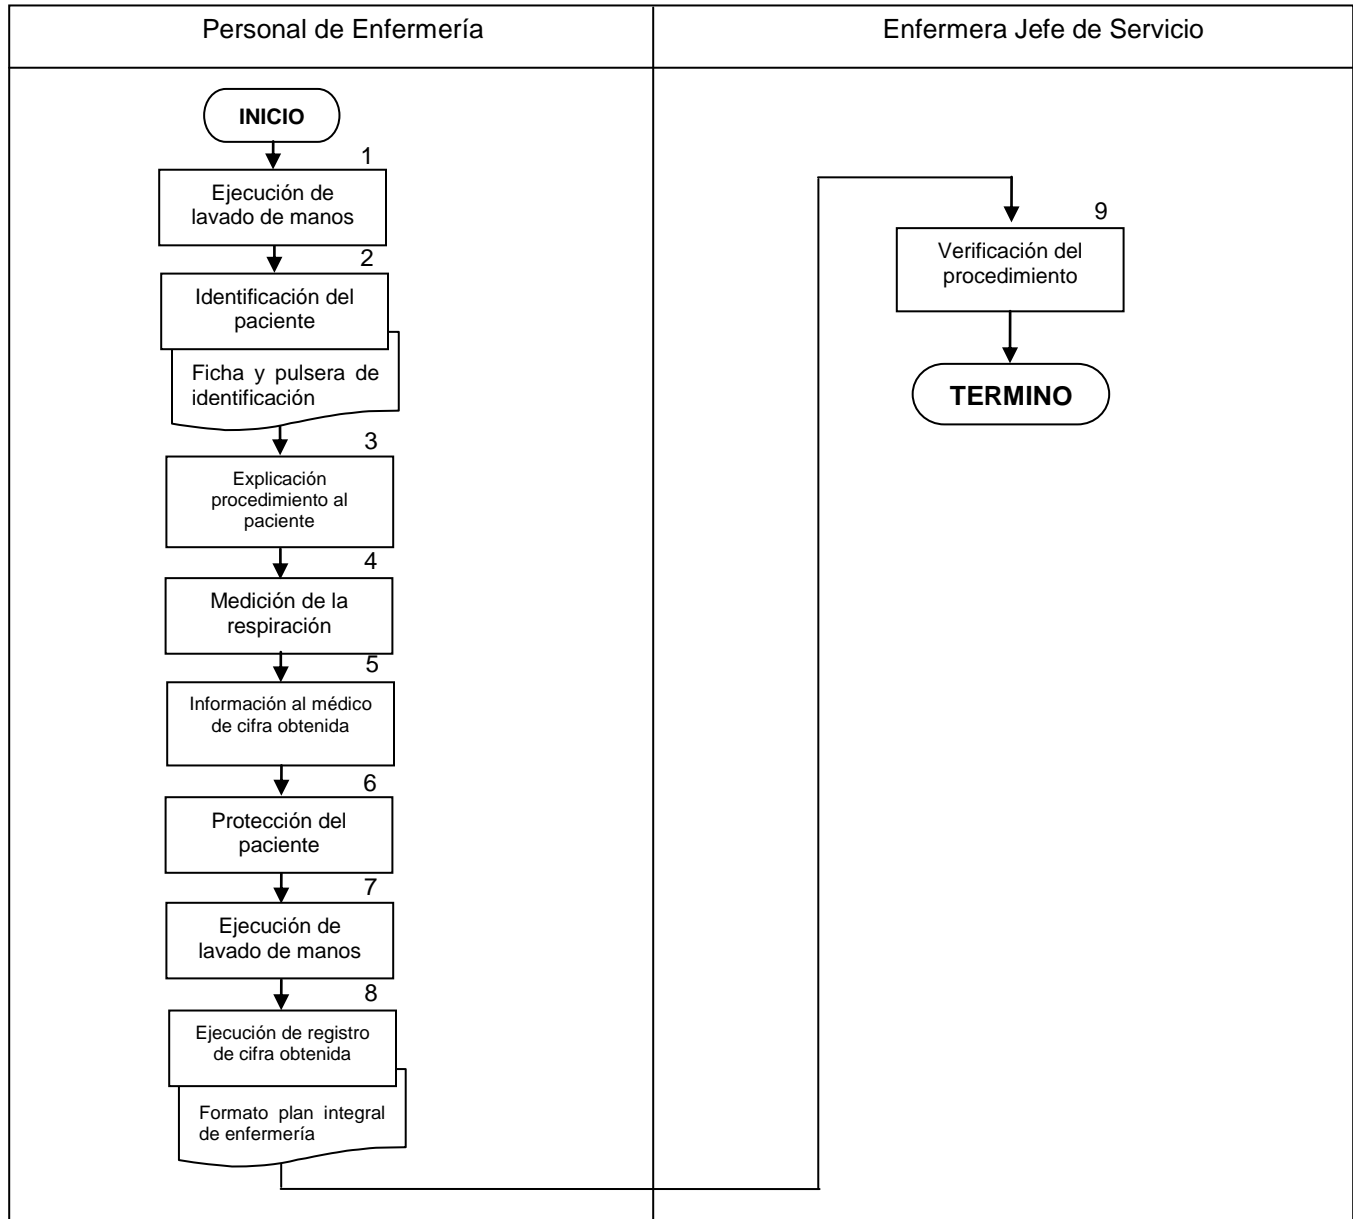 Personal de Enfermería
Enfermera Jefe de Servicio
INICIO
1
Ejecución de
lavado de manos
2
Identificación del
paciente
Ficha y pulsera de
identificación
3
Explicación
procedimiento al
paciente
4
Medición de la
respiración
5
Información al médico
de cifra obtenida
6
Protección del
paciente
7
Ejecución de
lavado de manos
8
Ejecución de registro
de cifra obtenida
Formato plan integral
de enfermería
9
Verificación del
procedimiento
TERMINO